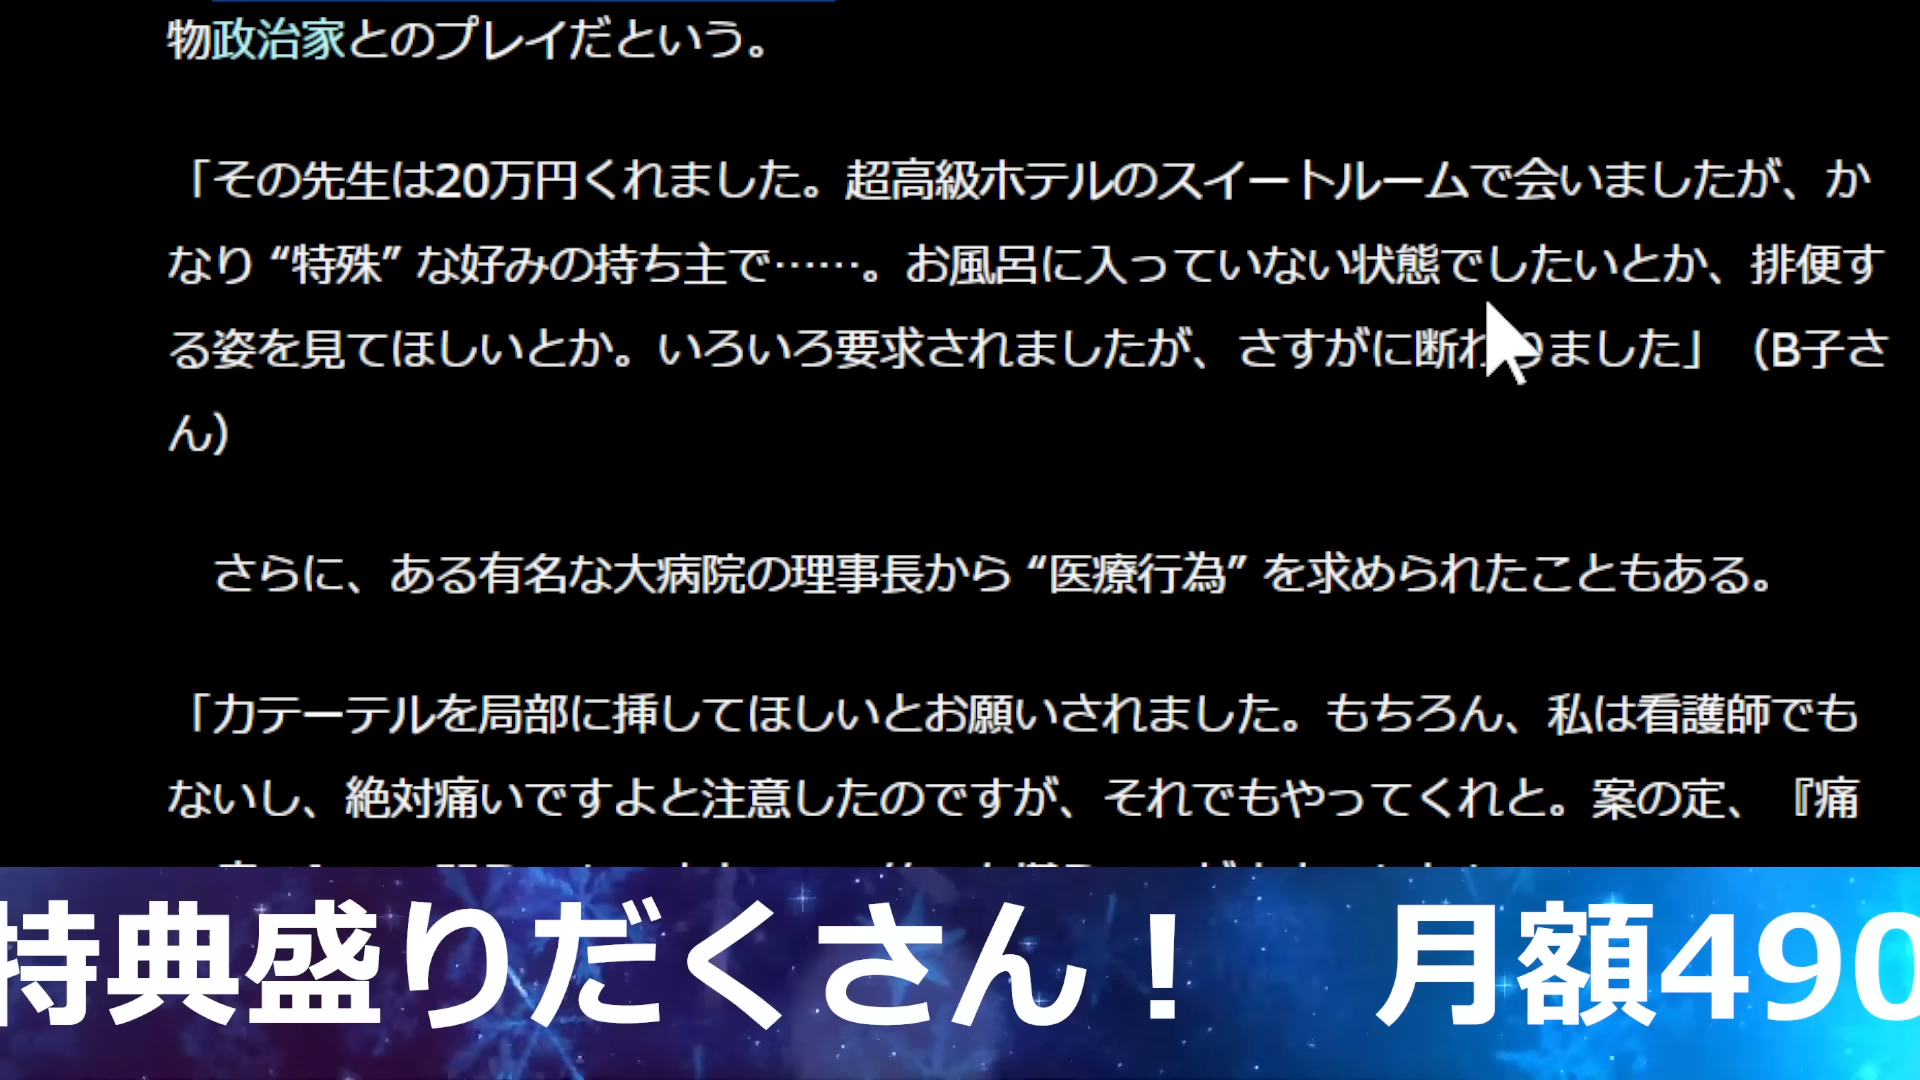 物政治家とのプレイだという。
「その先生は20万円くれました。超高級ホテルのスイートルームで会いましたが、か
なり “特殊” な好みの持ち主で……。お風呂に入っていない状態でしたいとか、排便す
る姿を見てほしいとか。いろいろ要求されましたが、さすがに断わりました」（B子さ
ん）
さらに、ある有名な大病院の理事長から “医療行為” を求められたこともある。
「カテーテルを局部に挿してほしいとお願いされました。もちろん、私は看護師でも
ないし、絶対痛いですよと注意したのですが、それでもやってくれと。案の定、『痛
特典盛りだくさん！　月額490